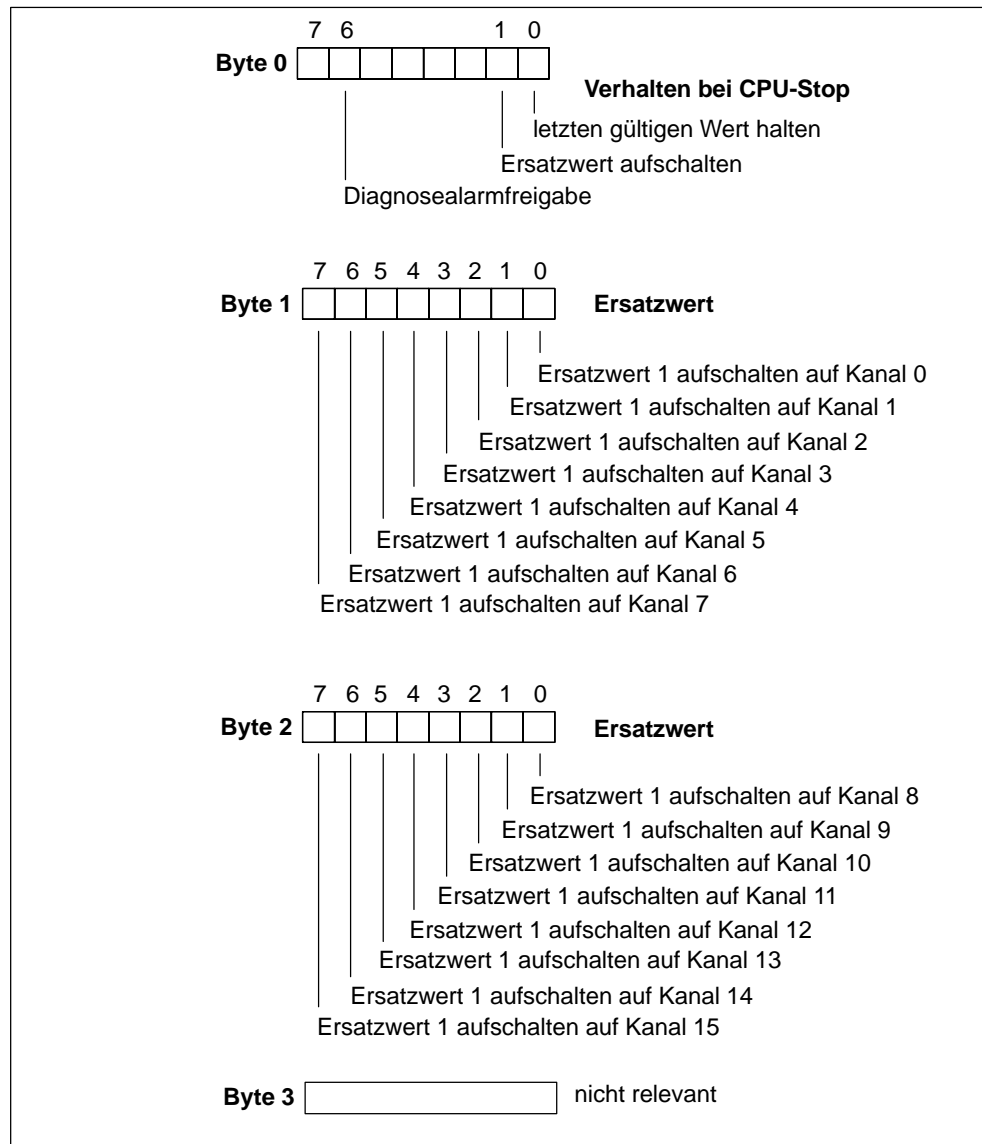 7 6 1 0
Byte 0
Verhalten bei CPU-Stop
letzten gültigen Wert halten
Ersatzwert aufschalten
Diagnosealarmfreigabe
7 6 5 4 3 2 1 0
Byte 1 Ersatzwert
Ersatzwert 1 aufschalten auf Kanal 0
Ersatzwert 1 aufschalten auf Kanal 1
Ersatzwert 1 aufschalten auf Kanal 2
Ersatzwert 1 aufschalten auf Kanal 3
Ersatzwert 1 aufschalten auf Kanal 4
Ersatzwert 1 aufschalten auf Kanal 5
Ersatzwert 1 aufschalten auf Kanal 6
Ersatzwert 1 aufschalten auf Kanal 7
7 6 5 4 3 2 1 0
Byte 2 Ersatzwert
Ersatzwert 1 aufschalten auf Kanal 8
Ersatzwert 1 aufschalten auf Kanal 9
Ersatzwert 1 aufschalten auf Kanal 10
Ersatzwert 1 aufschalten auf Kanal 11
Ersatzwert 1 aufschalten auf Kanal 12
Ersatzwert 1 aufschalten auf Kanal 13
Ersatzwert 1 aufschalten auf Kanal 14
Ersatzwert 1 aufschalten auf Kanal 15
Byte 3 nicht relevant